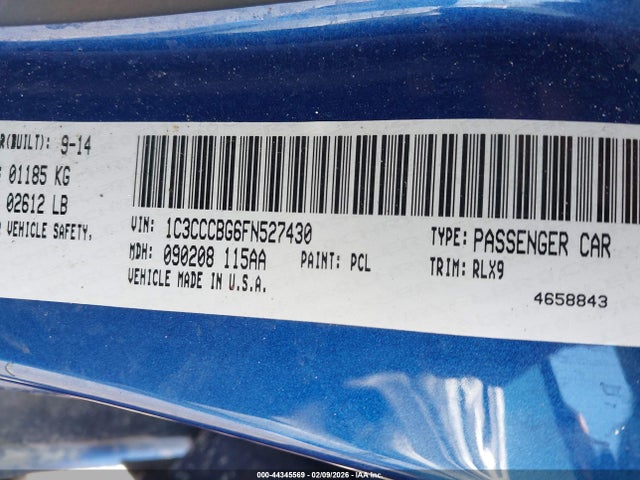 R(BUILT): 9-14
01185 KG
02612 LB
VEHICLE SAFETY.
VIN: 1C3CCCBG6FN527430
TYPE: PASSENGER CAR
MDH: 090208 115AA PAINT: PCL
TRIM: RLX9
VEHICLE MADE IN U.S.A.
4658843
000-44345569 - 02/09/2026 - IAA Inc.